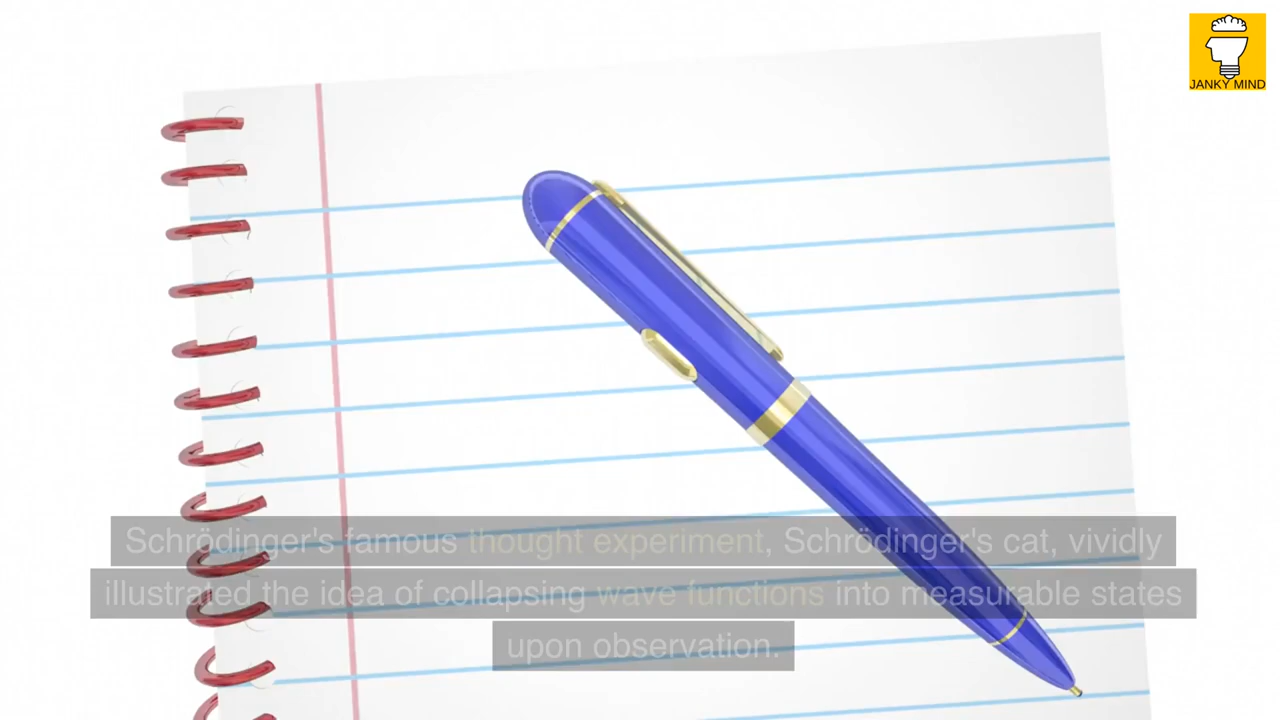 JANKY MIND
Schrödinger's famous thought experiment, Schrödinger's cat, vividly
illustrated the idea of collapsing wave functions into measurable states
upon observation.